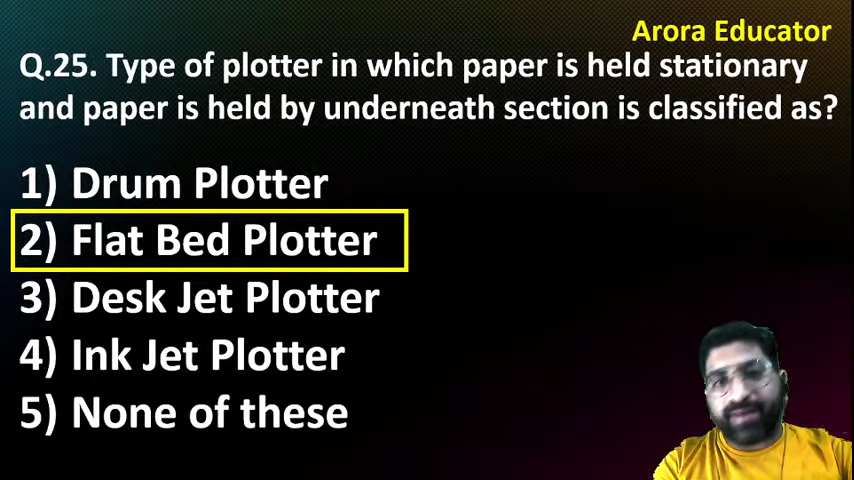 Arora Educator
Q.25. Type of plotter in which paper is held stationary
and paper is held by underneath section is classified as?
1) Drum Plotter
2) Flat Bed Plotter
3) Desk Jet Plotter
4) Ink Jet Plotter
5) None of these